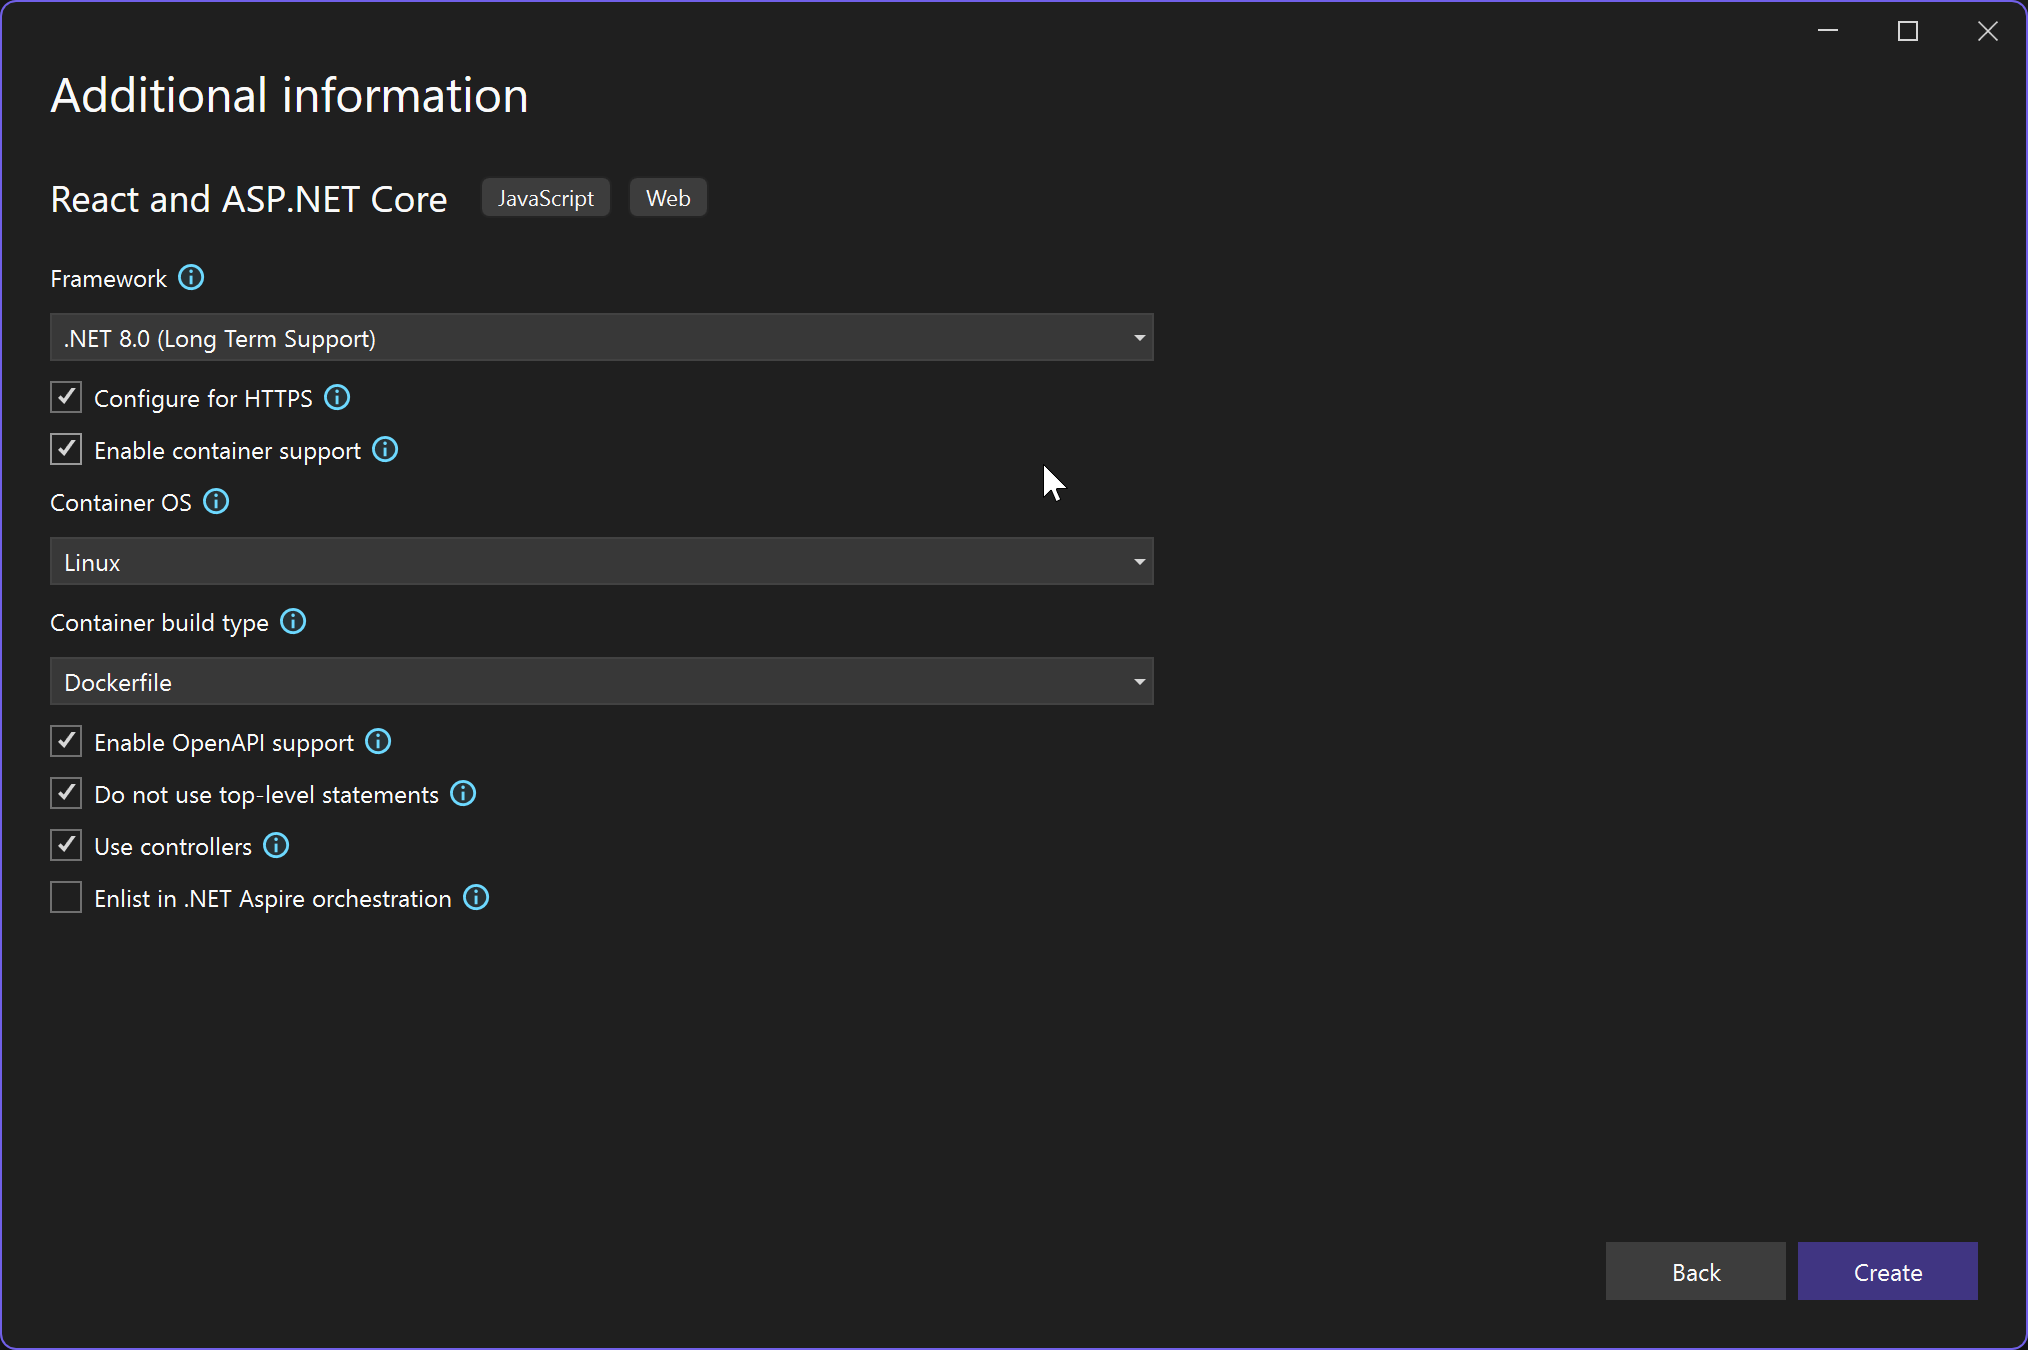 Additional information
React and ASP.NET Core JavaScript Web
Framework
.NET 8.0 (Long Term Support)
Configure for HTTPS
Enable container support
Container OS
Linux
Container build type
Dockerfile
Enable OpenAPI support
Do not use top-level statements
Use controllers
Enlist in .NET Aspire orchestration
Back Create